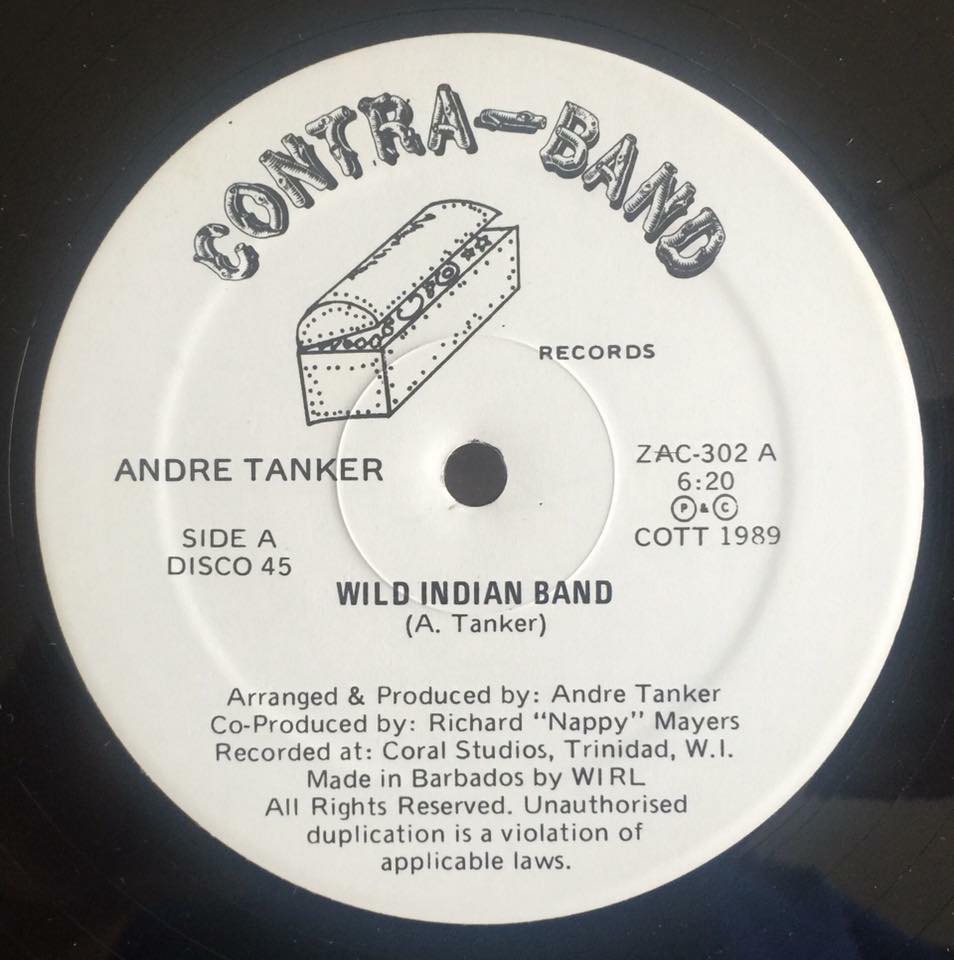 CONTRA-BAND
RECORDS
ANDRE TANKER
ZAC-302 A
6:20
Ⓟ & ©
COTT 1989
SIDE A
DISCO 45
WILD INDIAN BAND
(A. Tanker)
Arranged & Produced by: Andre Tanker
Co-Produced by: Richard “Nappy” Mayers
Recorded at: Coral Studios, Trinidad, W.I.
Made in Barbados by WIRL
All Rights Reserved. Unauthorised
duplication is a violation of
applicable laws.